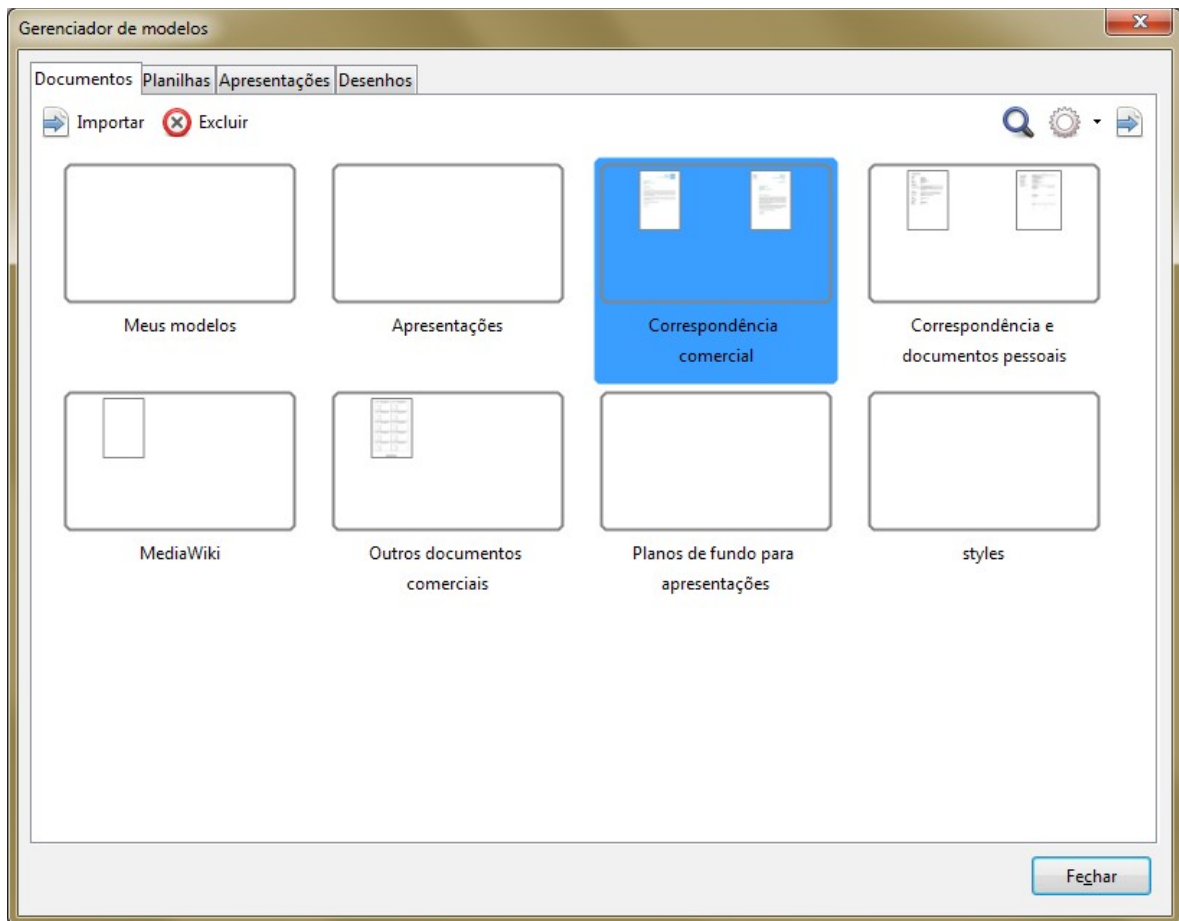 Gerenciador de modelos
Documentos Planilhas Apresentações Desenhos
Importar Excluir
Meus modelos
Apresentações
Correspondência
comercial
Correspondência e
documentos pessoais
MediaWiki
Outros documentos
comerciais
Planos de fundo para
apresentações
styles
Fechar